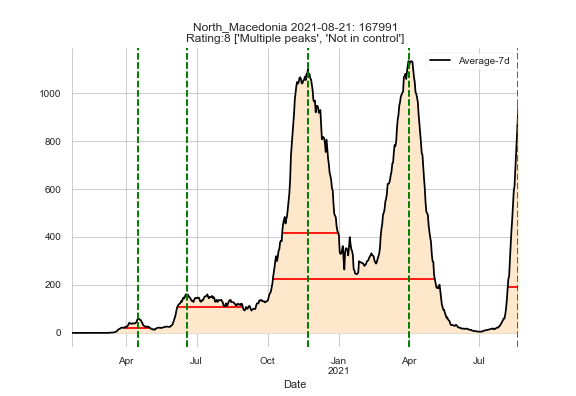 North_Macedonia 2021-08-21: 167991
Rating:8 ['Multiple peaks', 'Not in control']
Average-7d
1000
800
600
400
200
0
Apr Jul Oct Jan Apr Jul
2021
Date